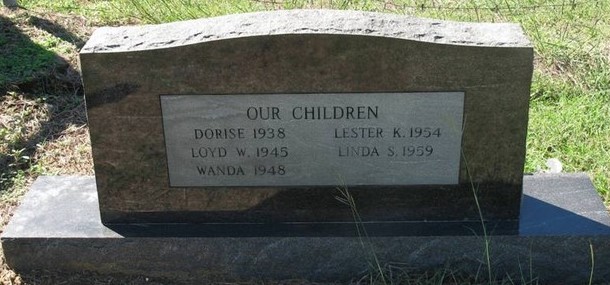 OUR CHILDREN
DORISE 1938 LESTER K. 1954
LOYD W. 1945 LINDA S. 1959
WANDA 1948